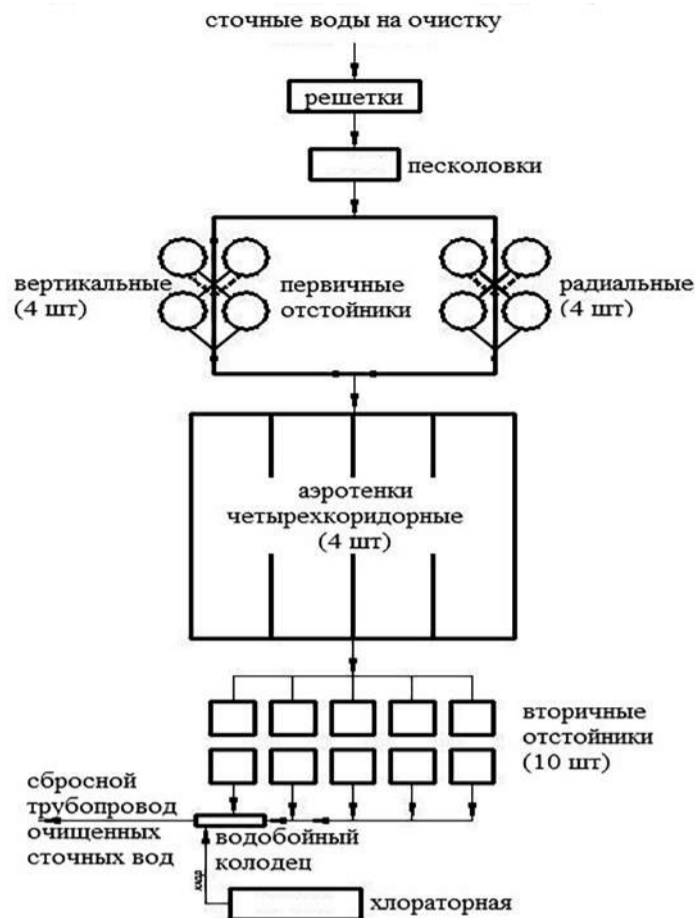 сточные воды на очистку
решетки
песколовки
вертикальные
(4 шт)
первичные
отстойники
радиальные
(4 шт)
аэротенки
четырехкоридорные
(4 шт)
вторичные
отстойники
(10 шт)
сбросной
трубопровод
очищенных
сточных вод
водобойный
колодец
хлораторная